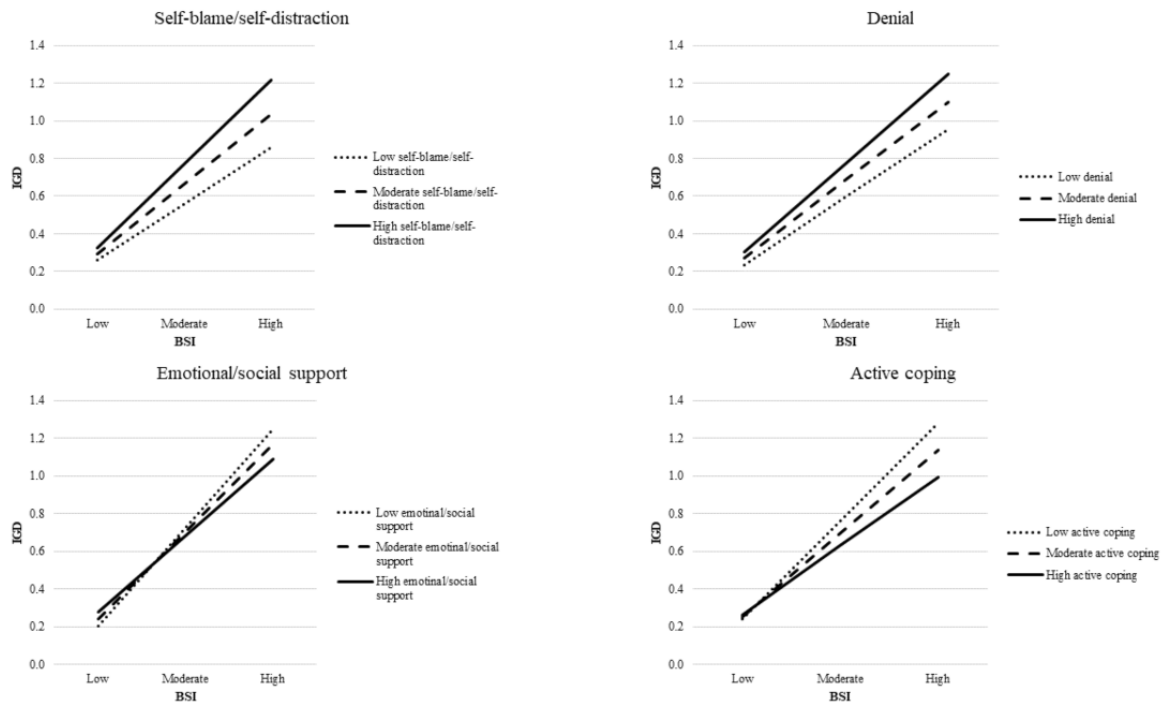 Self-blame/self-distraction
1.4
1.2
1.0
0.8
0.6
0.4
0.2
0.0
IGD
Low
Moderate
High
BSI
Low self-blame/self-
distraction
Moderate self-blame/self-
distraction
High self-blame/self-
distraction
Denial
1.4
1.2
1.0
0.8
0.6
0.4
0.2
0.0
IGD
Low
Moderate
High
BSI
Low denial
Moderate denial
High denial
Emotional/social support
1.4
1.2
1.0
0.8
0.6
0.4
0.2
0.0
IGD
Low
Moderate
High
BSI
Low emotinal/social
support
Moderate emotinal/social
support
High emotinal/social
support
Active coping
1.4
1.2
1.0
0.8
0.6
0.4
0.2
0.0
IGD
Low
Moderate
High
BSI
Low active coping
Moderate active coping
High active coping